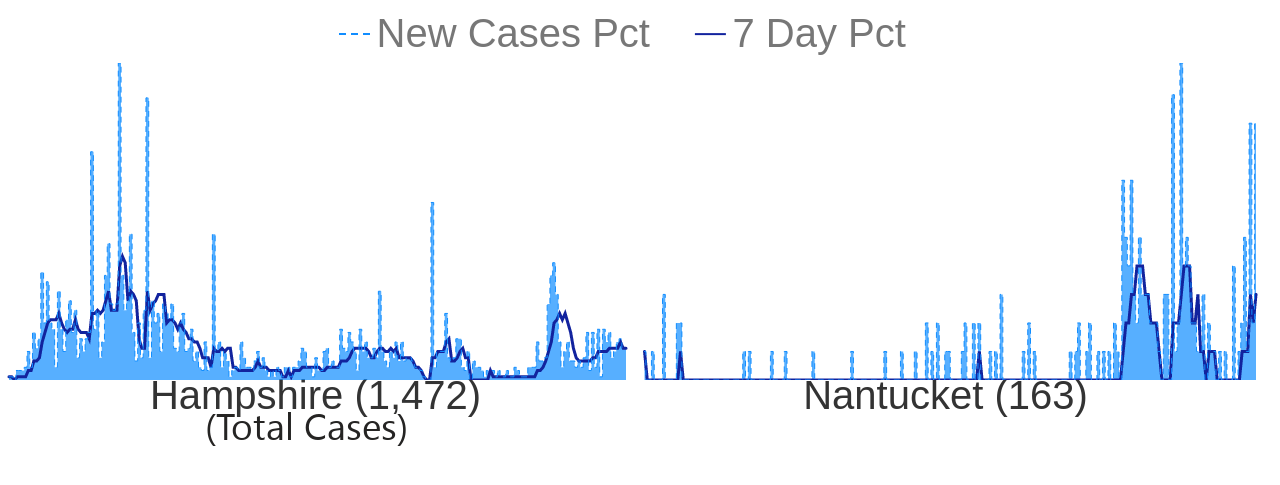 New Cases Pct 7 Day Pct
Hampshire (1,472) Nantucket (163)
(Total Cases)